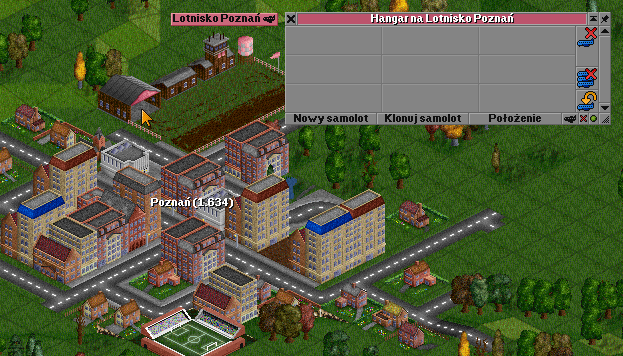 Lotnisko Poznań
Hangar na Lotnisko Poznań
Nowy samolot
Klonuj samolot
Położenie
Poznań (1.634)